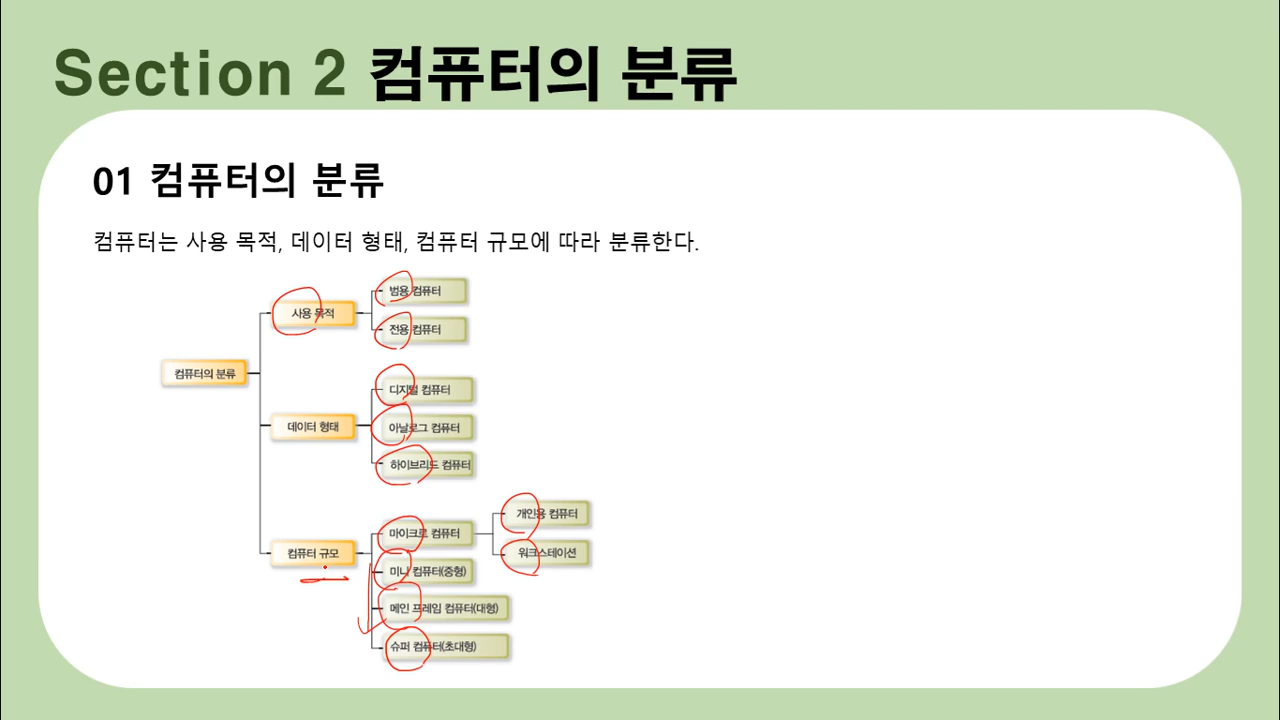 Section 2 컴퓨터의 분류
01 컴퓨터의 분류
컴퓨터는 사용 목적, 데이터 형태, 컴퓨터 규모에 따라 분류한다.
컴퓨터의 분류
사용 목적
범용 컴퓨터
전용 컴퓨터
데이터 형태
디지털 컴퓨터
아날로그 컴퓨터
하이브리드 컴퓨터
컴퓨터 규모
마이크로 컴퓨터
개인용 컴퓨터
워크스테이션
미니 컴퓨터(중형)
메인 프레임 컴퓨터(대형)
슈퍼 컴퓨터(초대형)